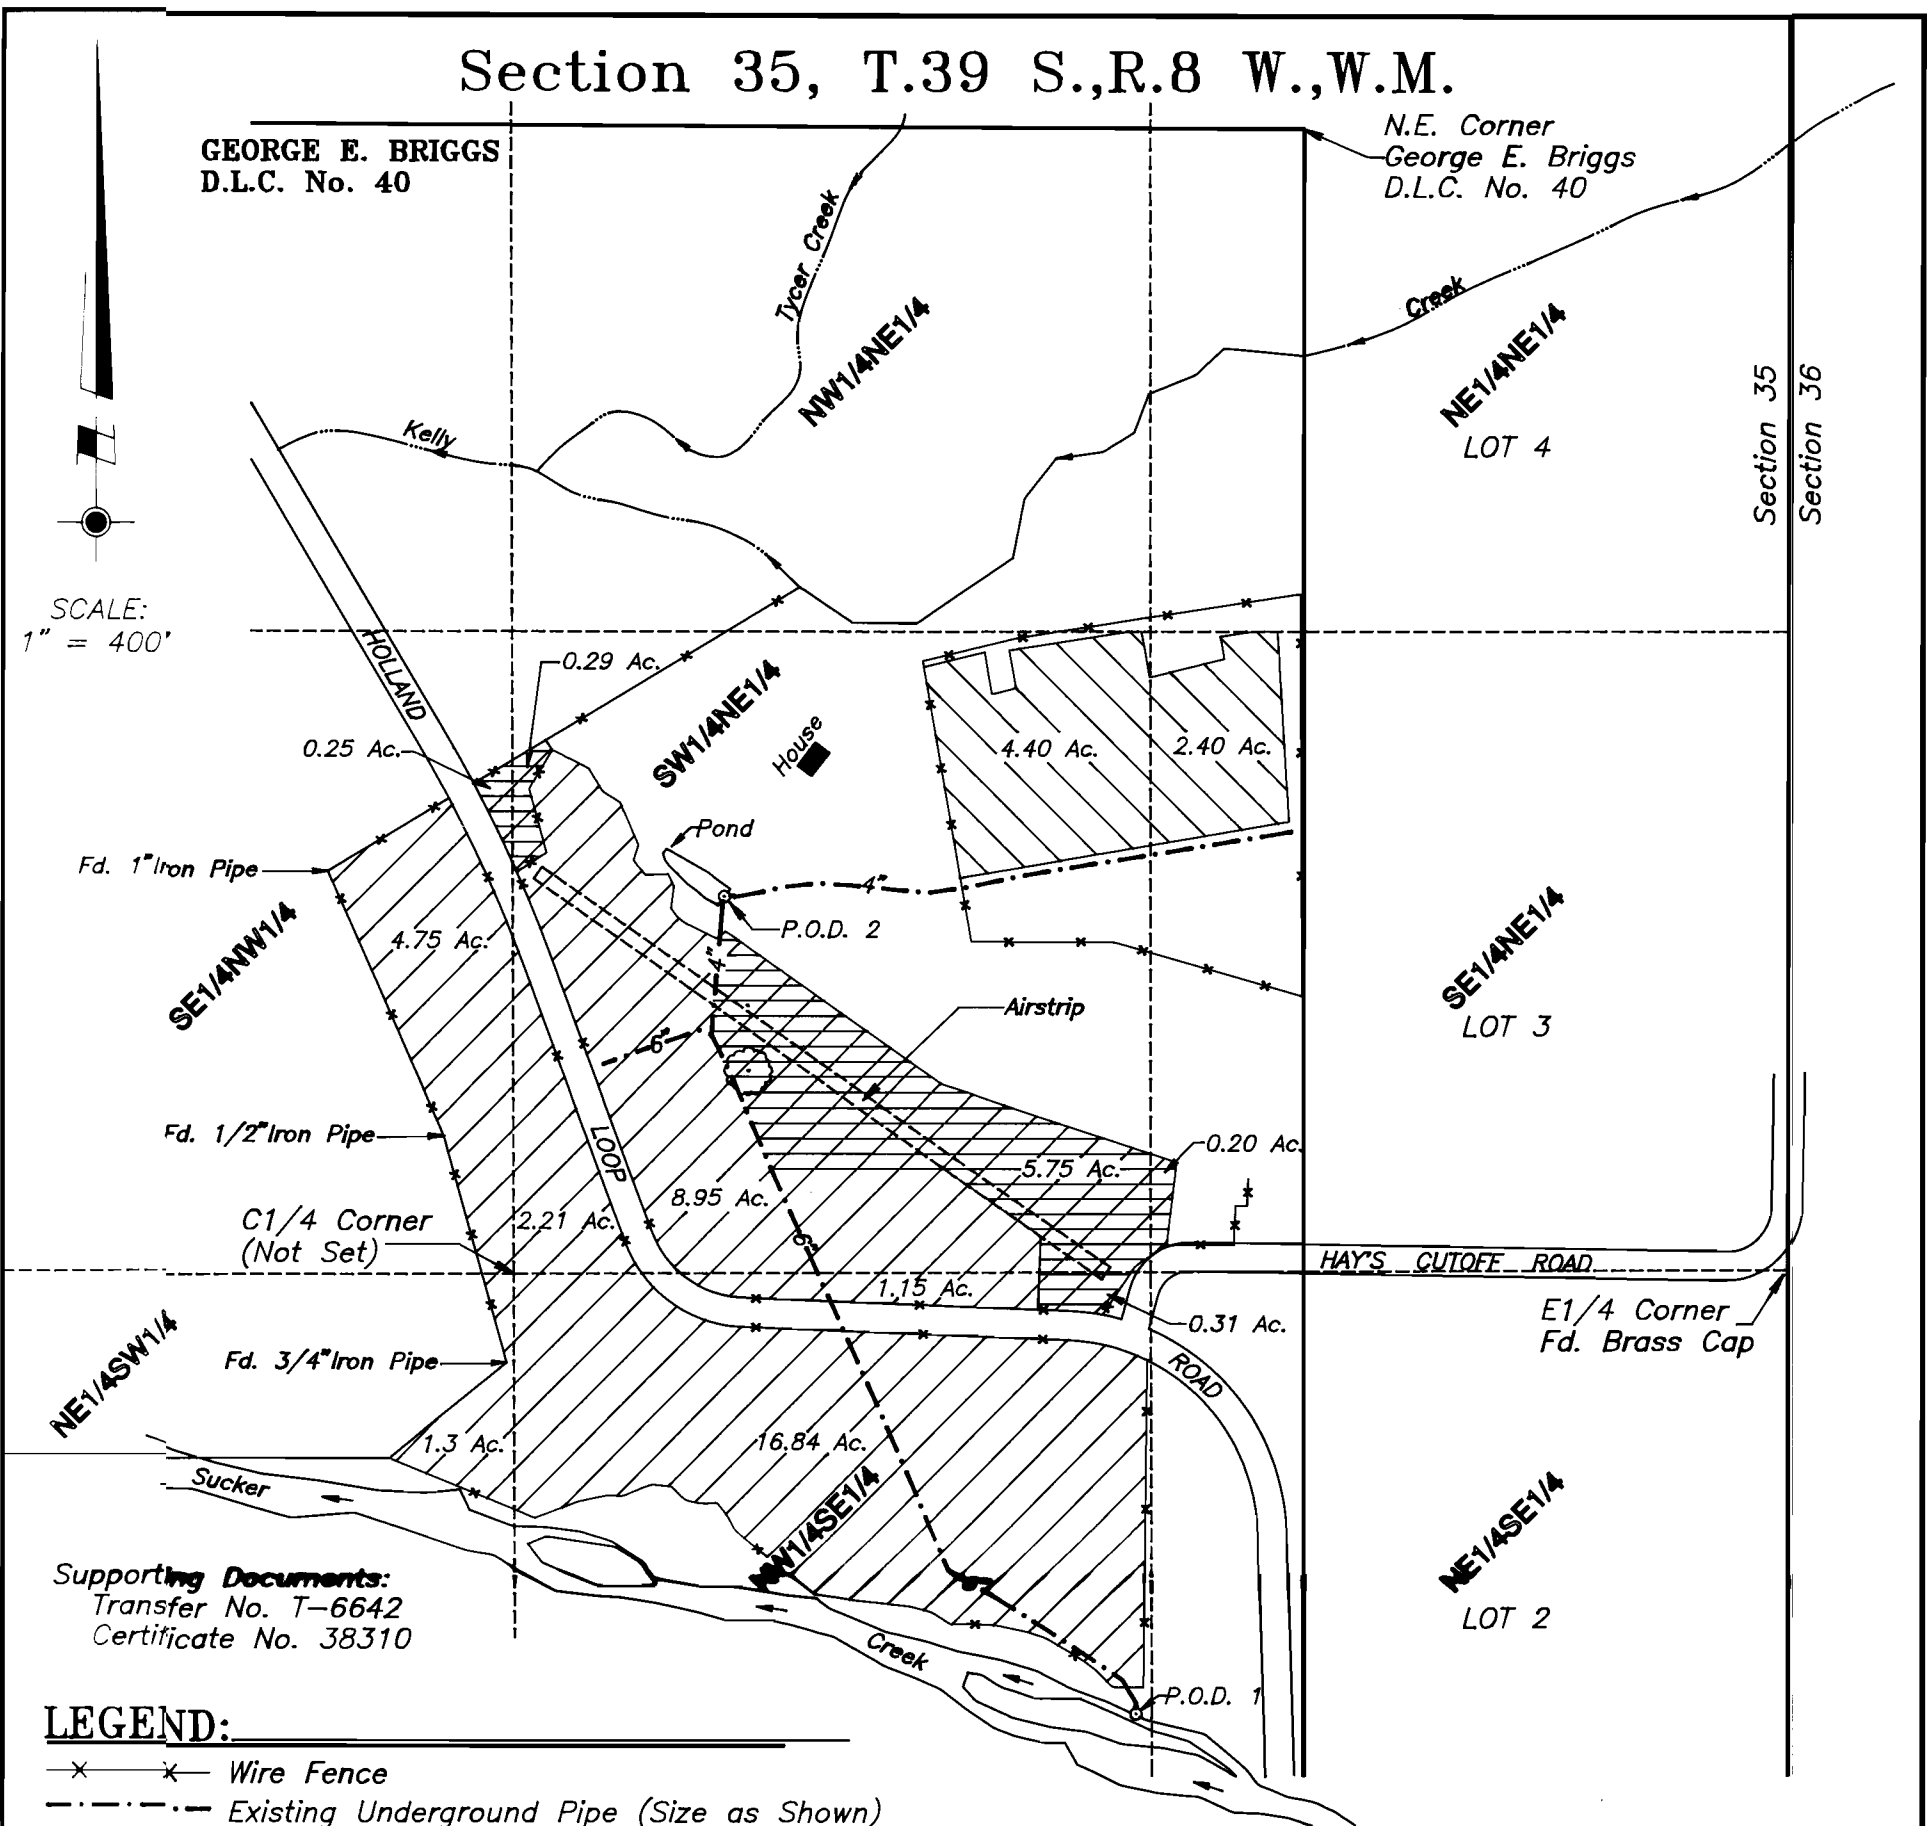 Section 35, T.39 S.,R.8 W.,W.M.
GEORGE E. BRIGGS
D.L.C. No. 40
N.E. Corner
George E. Briggs
D.L.C. No. 40
Tycer Creek
Creek
NW1/4NE1/4
NE1/4NE1/4
LOT 4
Section 35
Section 36
Kelly
SCALE:
1" = 400'
HOLLAND
0.29 Ac.
0.25 Ac.
SW1/4NE1/4
House
4.40 Ac.
2.40 Ac.
Pond
Fd. 1" Iron Pipe
4"
P.O.D. 2
4.75 Ac.
SE1/4NW1/4
4"
SE1/4NE1/4
LOT 3
Airstrip
6"
Fd. 1/2" Iron Pipe
LOOP
0.20 Ac.
5.75 Ac.
8.95 Ac.
C1/4 Corner
(Not Set)
2.21 Ac.
6"
HAY'S CUTOFF ROAD
1.15 Ac.
0.31 Ac.
E1/4 Corner
Fd. Brass Cap
NE1/4SW1/4
Fd. 3/4" Iron Pipe
ROAD
1.3 Ac.
16.84 Ac.
Sucker
NW1/4SE1/4
NE1/4SE1/4
LOT 2
Supporting Documents:
Transfer No. T-6642
Certificate No. 38310
Creek
P.O.D. 1
LEGEND:
Wire Fence
Existing Underground Pipe (Size as Shown)